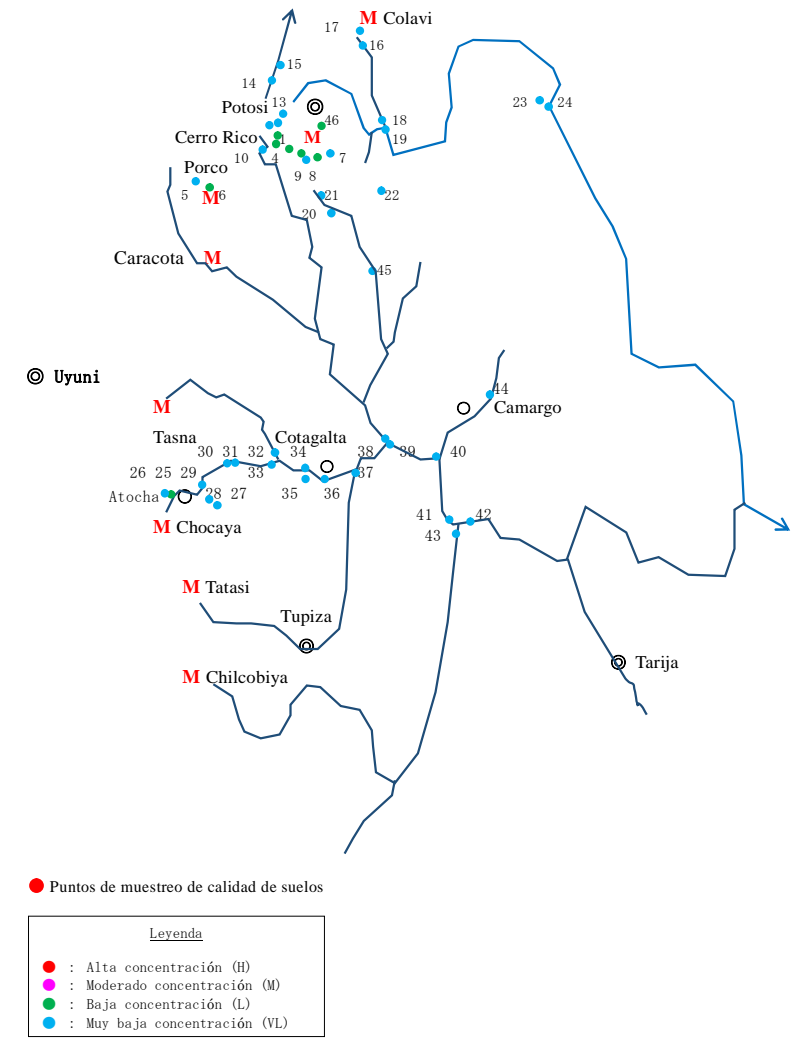 17 M Colavi
16
15
14
Potosi 13
46 18
Cerro Rico 1 M 19
10 4 7
9 8
Porco
5 6
M
21
22
20
Caracota M
45
23 24
Uyuni
M
44
Camargo
Tasna Cotagalta
30 31 32 34 38 39 40
33 37
26 25 29 35 36
Atocha 28 27
M Chocaya
41 42
43
M Tatasi
Tupiza
Tarija
M Chilcobiya
Puntos de muestreo de calidad de suelos
Leyenda
: Alta concentración (H)
: Moderado concentración (M)
: Baja concentración (L)
: Muy baja concentración (VL)